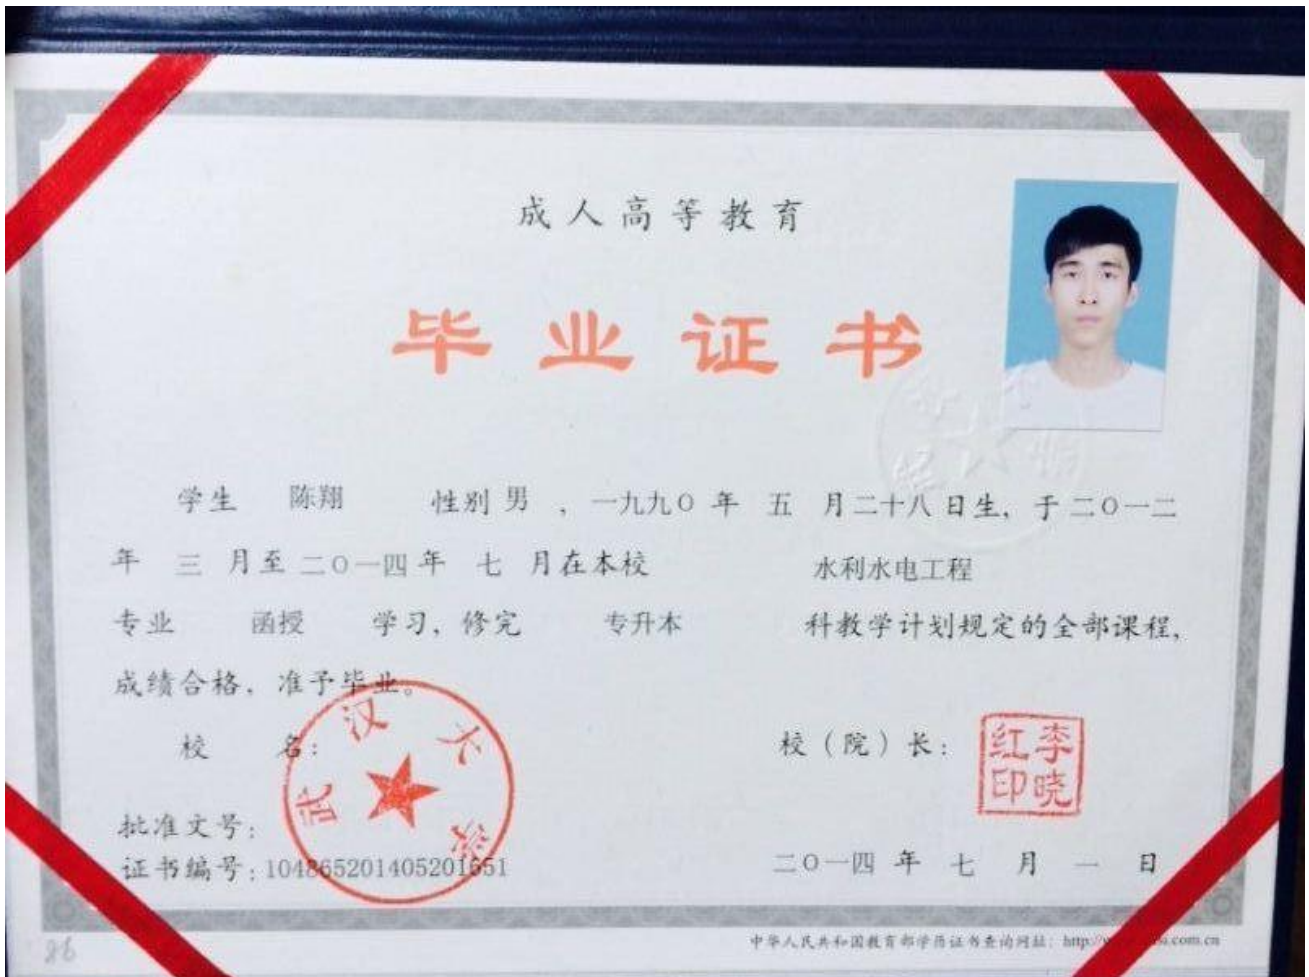 成人高等教育
毕业证书
学生 陈翔 性别 男 ，一九九〇 年 五 月二十八 日生，于二〇一二
年 三 月至 二〇一四 年 七 月在本校 水利水电工程
专业 函授 学习，修完 专升本 科教学计划规定的全部课程，
成绩合格，准予毕业。
武汉大学
校 名： 校（院）长： 李晓红印
批准文号：
证书编号：104865201405201651
二〇一四 年 七 月 一 日
中华人民共和国教育部学历证书查询网址：http://
.com.cn
86